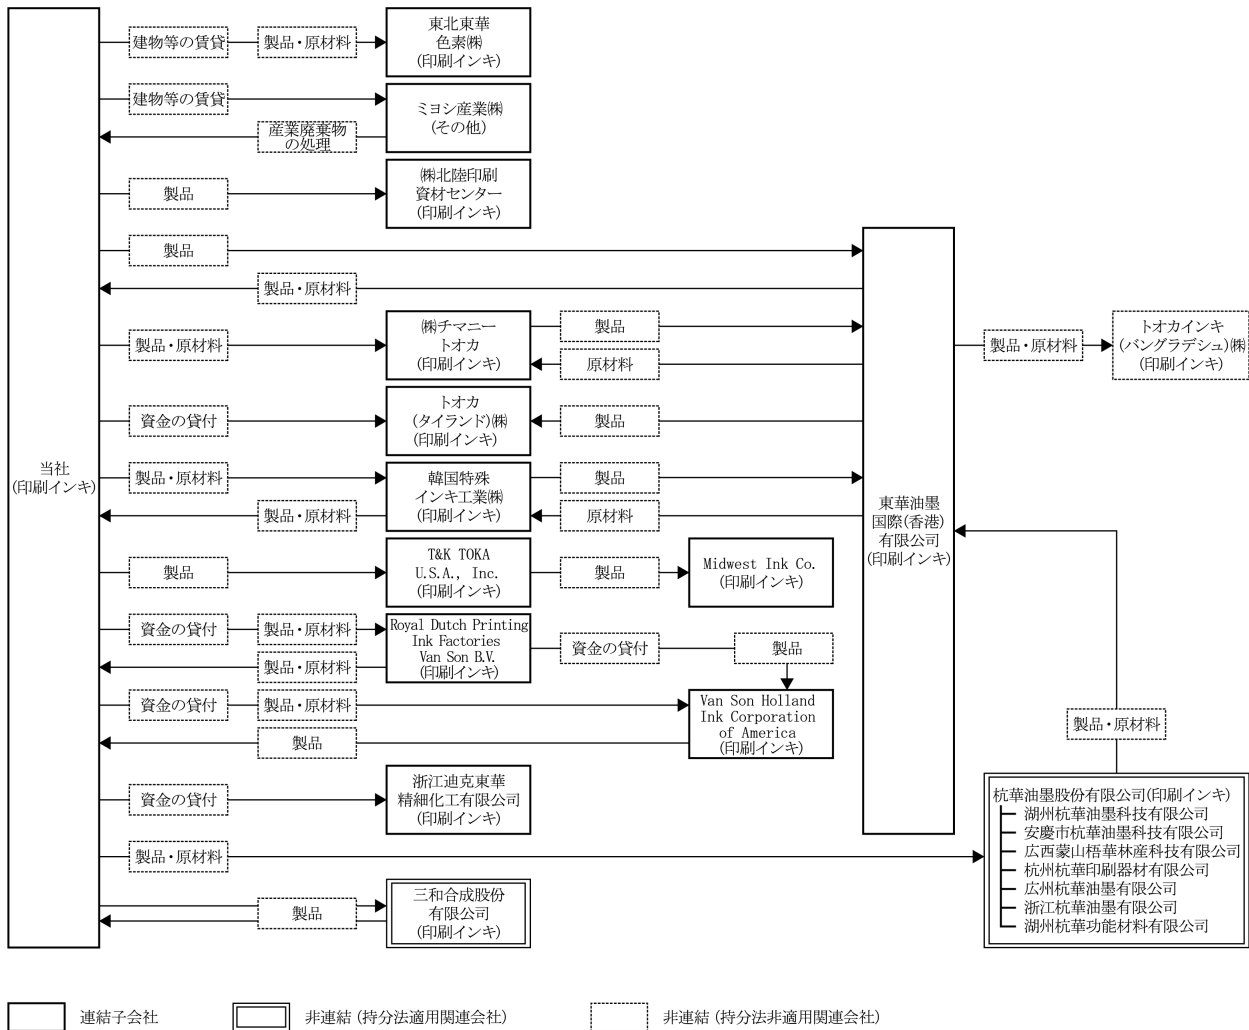 当社
(印刷インキ)
建物等の賃貸
製品・原材料
東北東華
色素㈱
(印刷インキ)
建物等の賃貸
産業廃棄物
の処理
ミヨシ産業㈱
(その他)
製品
㈱北陸印刷
資材センター
(印刷インキ)
製品
製品・原材料
製品・原材料
㈱チマニー
トオカ
(印刷インキ)
製品
原材料
資金の貸付
トオカ
(タイランド)㈱
(印刷インキ)
製品
製品・原材料
製品・原材料
韓国特殊
インキ工業㈱
(印刷インキ)
製品
原材料
製品
T&K TOKA
U.S.A., Inc.
(印刷インキ)
製品
Midwest Ink Co.
(印刷インキ)
資金の貸付
製品・原材料
製品・原材料
Royal Dutch Printing
Ink Factories
Van Son B.V.
(印刷インキ)
資金の貸付
製品
資金の貸付
製品・原材料
製品
Van Son Holland
Ink Corporation
of America
(印刷インキ)
資金の貸付
浙江迪克東華
精細化工有限公司
(印刷インキ)
製品・原材料
製品
三和合成股份
有限公司
(印刷インキ)
東華油墨
国際(香港)
有限公司
(印刷インキ)
製品・原材料
トオカインキ
(バングラデシュ)㈱
(印刷インキ)
製品・原材料
杭華油墨股份有限公司(印刷インキ)
湖州杭華油墨科技有限公司
安慶市杭華油墨科技有限公司
広西蒙山梧華林産科技有限公司
杭州杭華印刷器材有限公司
広州杭華油墨有限公司
浙江杭華油墨有限公司
湖州杭華功能材料有限公司
連結子会社
非連結(持分法適用関連会社)
非連結(持分法非適用関連会社)